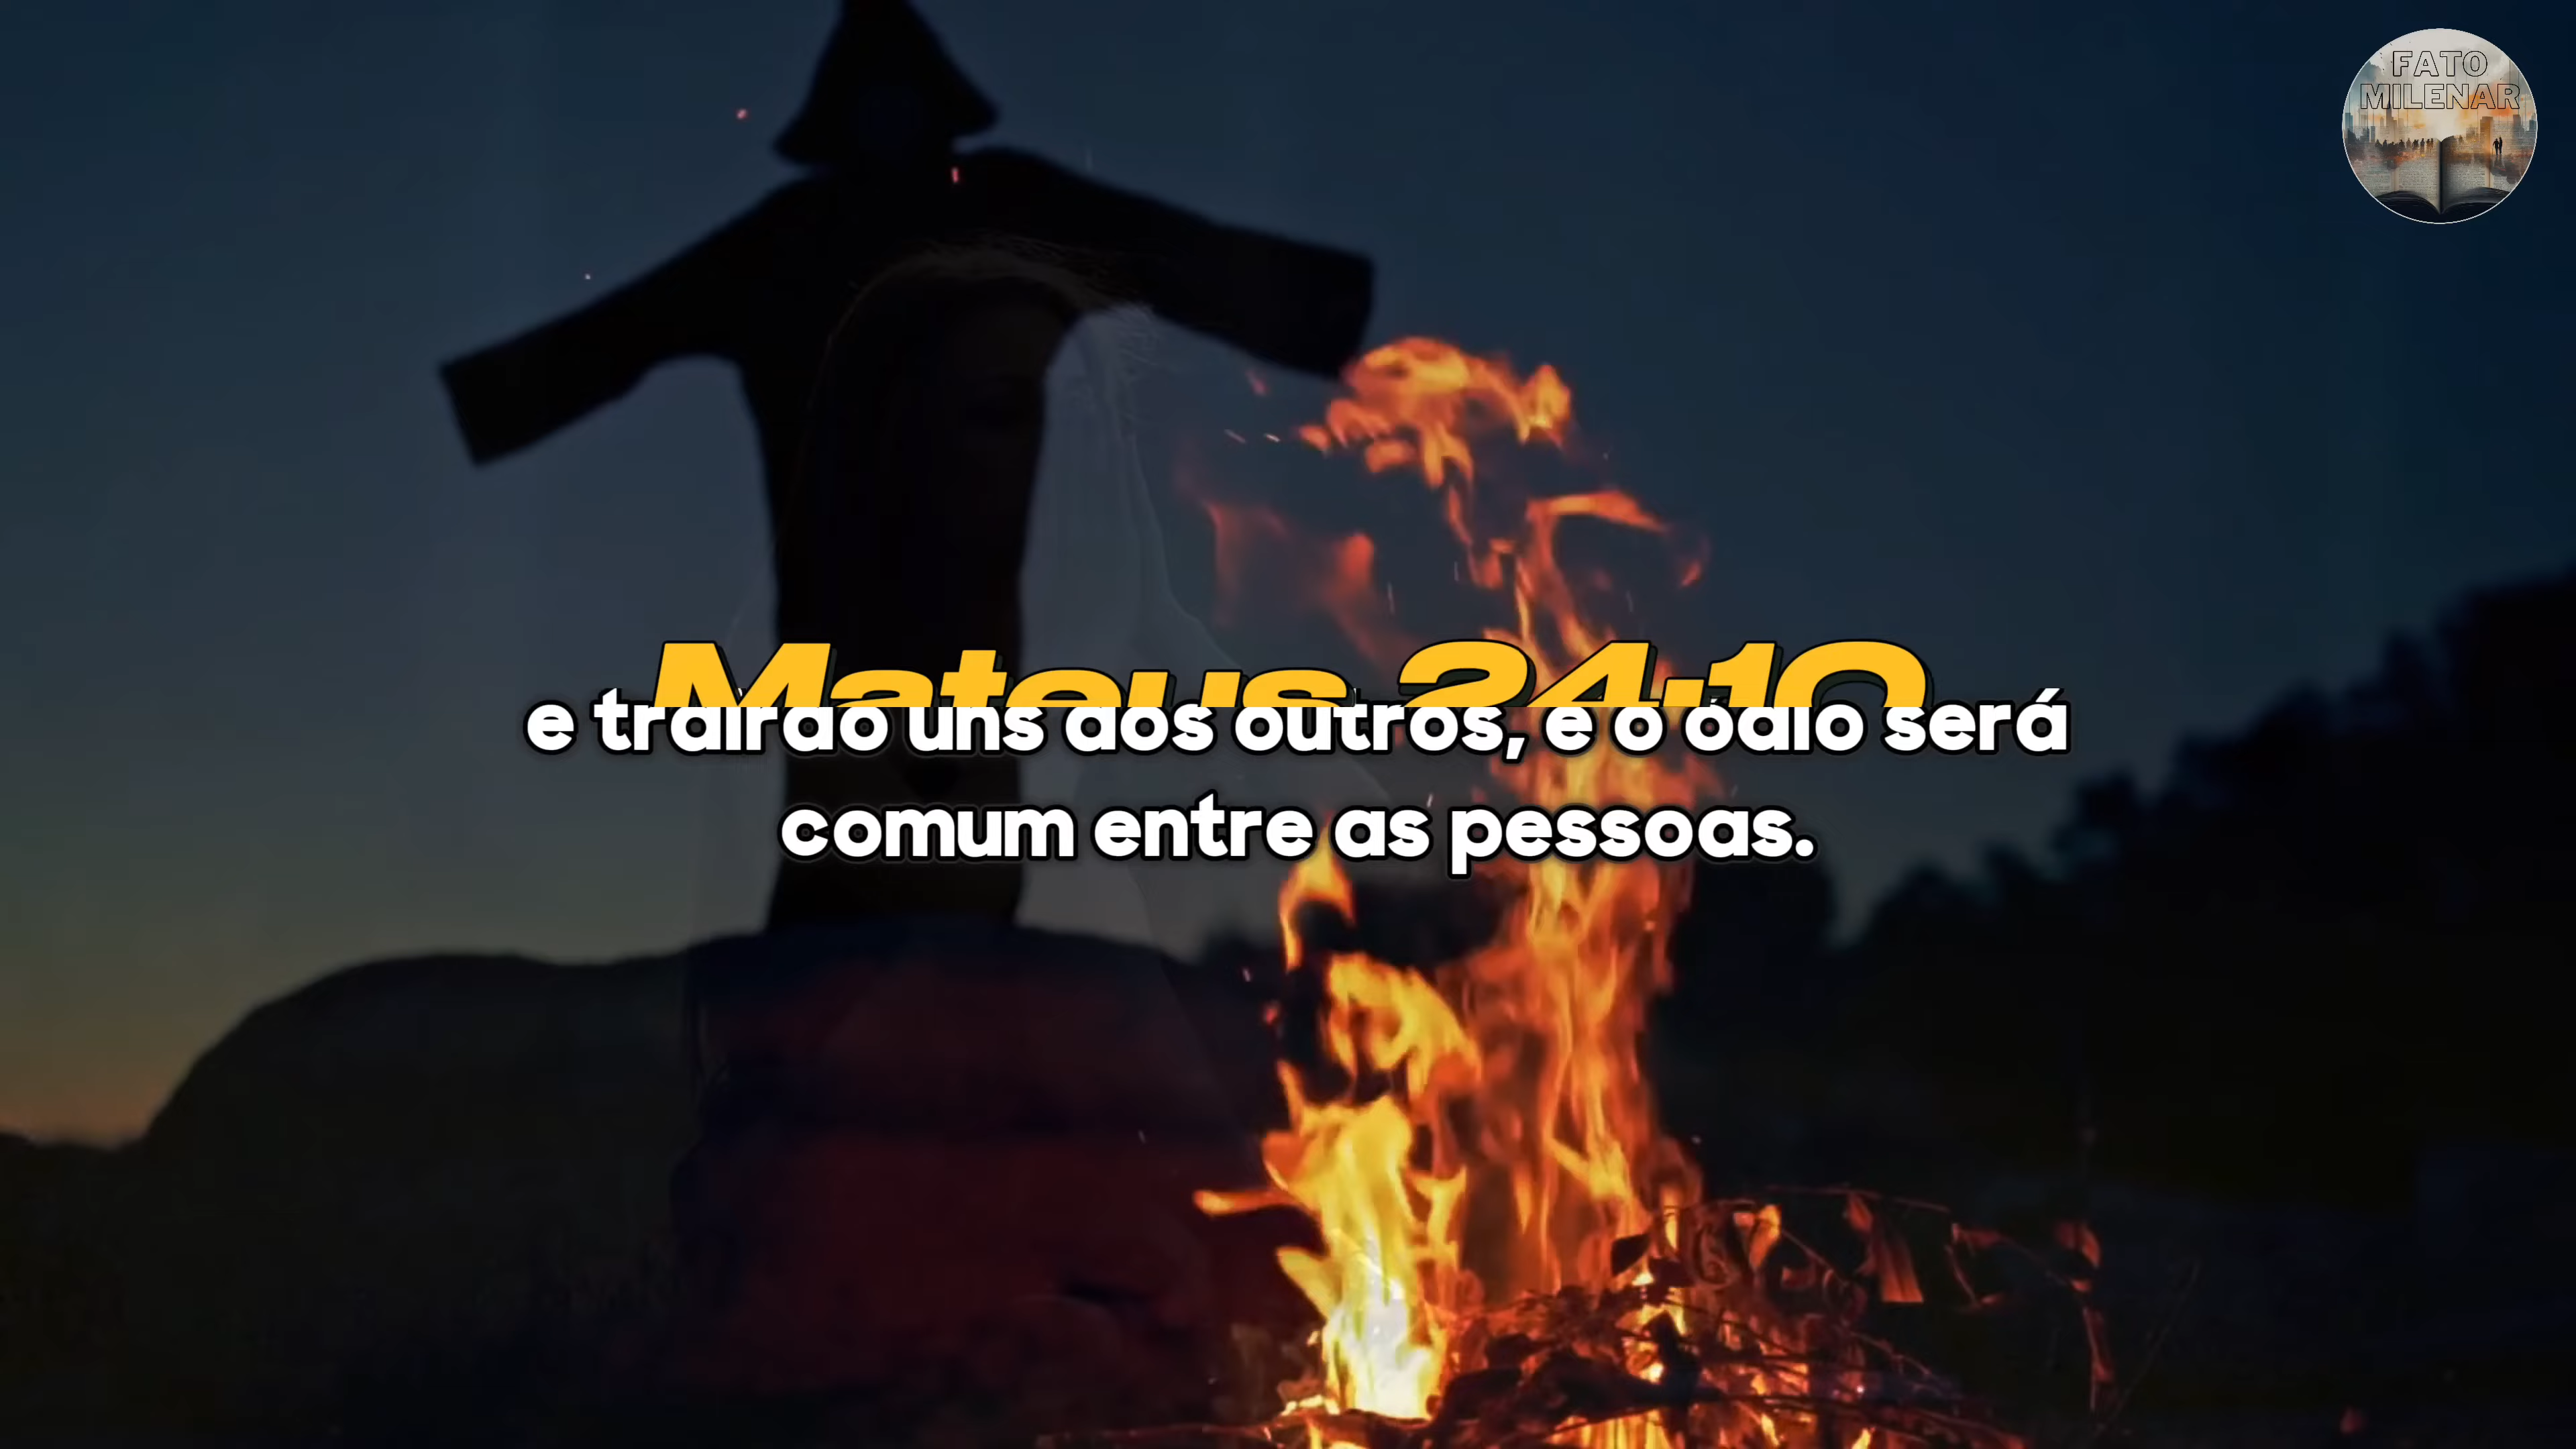 FATO
MILENAR
Mateus 24:10
e trairão uns aos outros, e o ódio será
comum entre as pessoas.